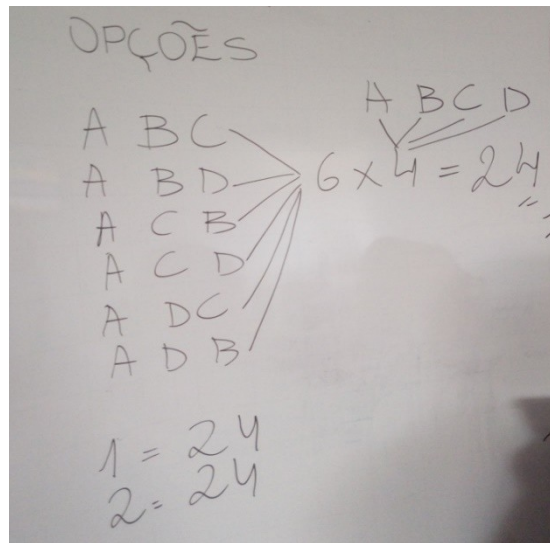 OPÇÕES
A B C D
A B C
A B D 6 x 4 = 24
A C B
A C D
A D C
A D B
1 = 24
2 = 24